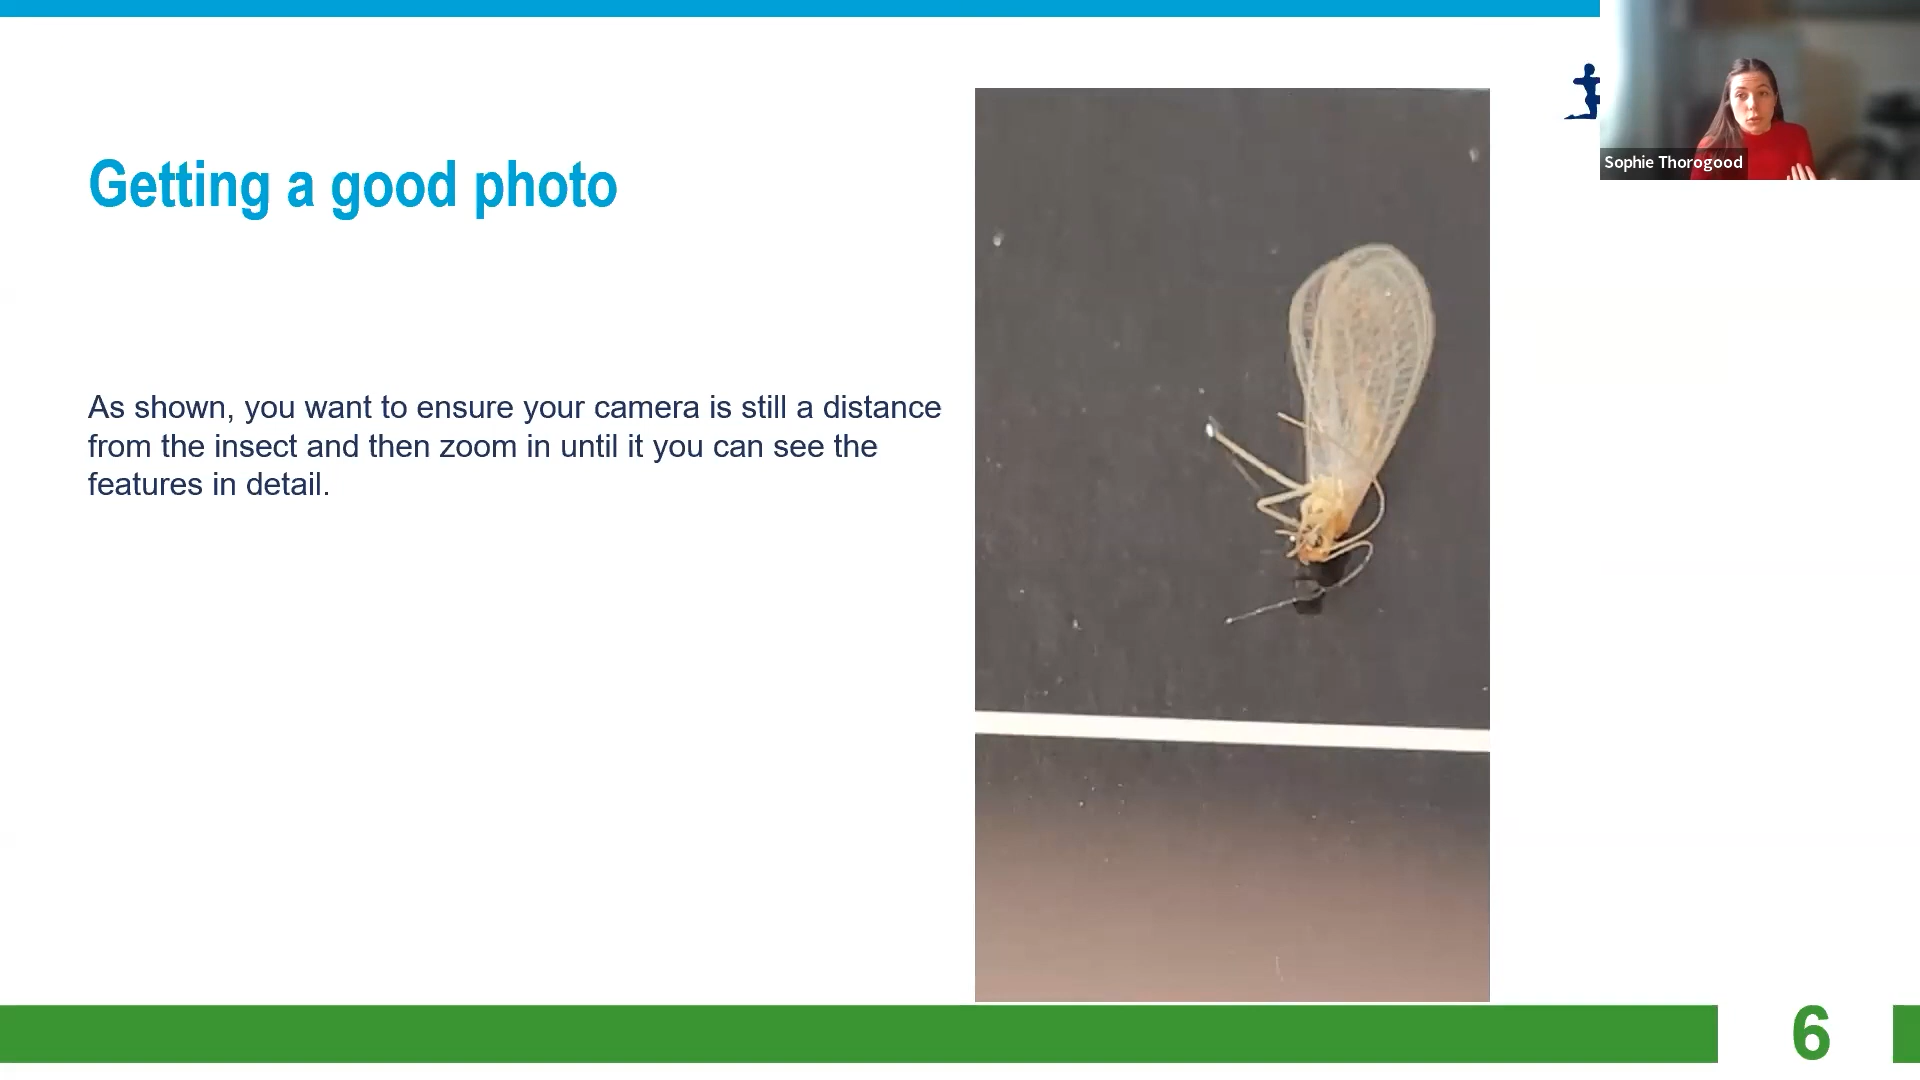 Getting a good photo
As shown, you want to ensure your camera is still a distance
from the insect and then zoom in until it you can see the
features in detail.
Sophie Thorogood
6